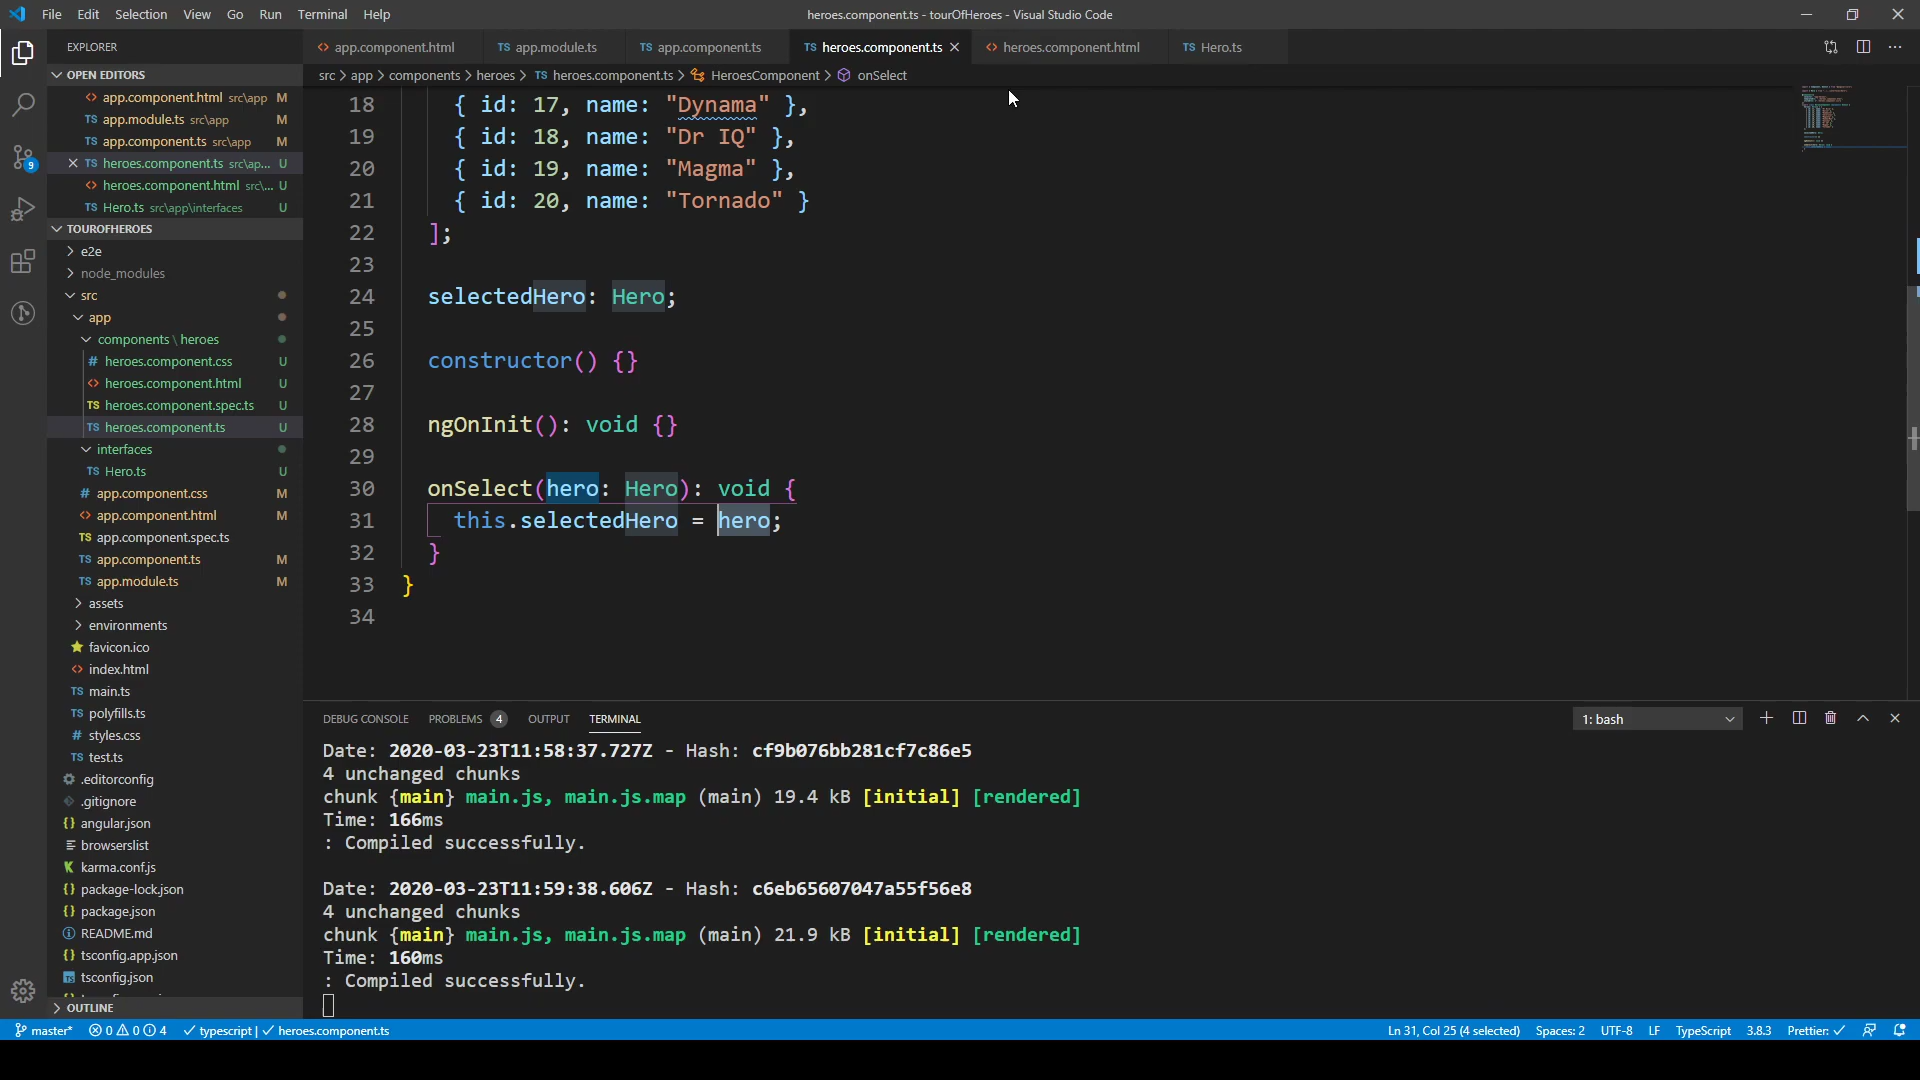 File Edit Selection View Go Run Terminal Help
heroes.component.ts - tourOfHeroes - Visual Studio Code
EXPLORER
OPEN EDITORS
app.component.html src\app M
app.module.ts src\app M
app.component.ts src\app M
heroes.component.ts src\ap... U
heroes.component.html src\... U
Hero.ts src\app\interfaces U
TOUROFHEROES
e2e
node_modules
src
app
components \ heroes
heroes.component.css U
heroes.component.html U
heroes.component.spec.ts U
heroes.component.ts U
interfaces
Hero.ts U
app.component.css M
app.component.html M
app.component.spec.ts
app.component.ts M
app.module.ts M
assets
environments
favicon.ico
index.html
main.ts
polyfills.ts
styles.css
test.ts
.editorconfig
.gitignore
angular.json
browserslist
karma.conf.js
package-lock.json
package.json
README.md
tsconfig.app.json
tsconfig.json
OUTLINE
app.component.html app.module.ts app.component.ts heroes.component.ts heroes.component.html Hero.ts
src > app > components > heroes > heroes.component.ts > HeroesComponent > onSelect
18 { id: 17, name: "Dynama" },
19 { id: 18, name: "Dr IQ" },
20 { id: 19, name: "Magma" },
21 { id: 20, name: "Tornado" }
22 ];
23
24 selectedHero: Hero;
25
26 constructor() {}
27
28 ngOnInit(): void {}
29
30 onSelect(hero: Hero): void {
31 this.selectedHero = hero;
32 }
33 }
34
DEBUG CONSOLE PROBLEMS 4 OUTPUT TERMINAL
1: bash
Date: 2020-03-23T11:58:37.727Z - Hash: cf9b076bb281cf7c86e5
4 unchanged chunks
chunk {main} main.js, main.js.map (main) 19.4 kB [initial] [rendered]
Time: 166ms
: Compiled successfully.
Date: 2020-03-23T11:59:38.606Z - Hash: c6eb65607047a55f56e8
4 unchanged chunks
chunk {main} main.js, main.js.map (main) 21.9 kB [initial] [rendered]
Time: 160ms
: Compiled successfully.
master* 0 0 4 typescript | heroes.component.ts
Ln 31, Col 25 (4 selected) Spaces: 2 UTF-8 LF TypeScript 3.8.3 Prettier: ✓